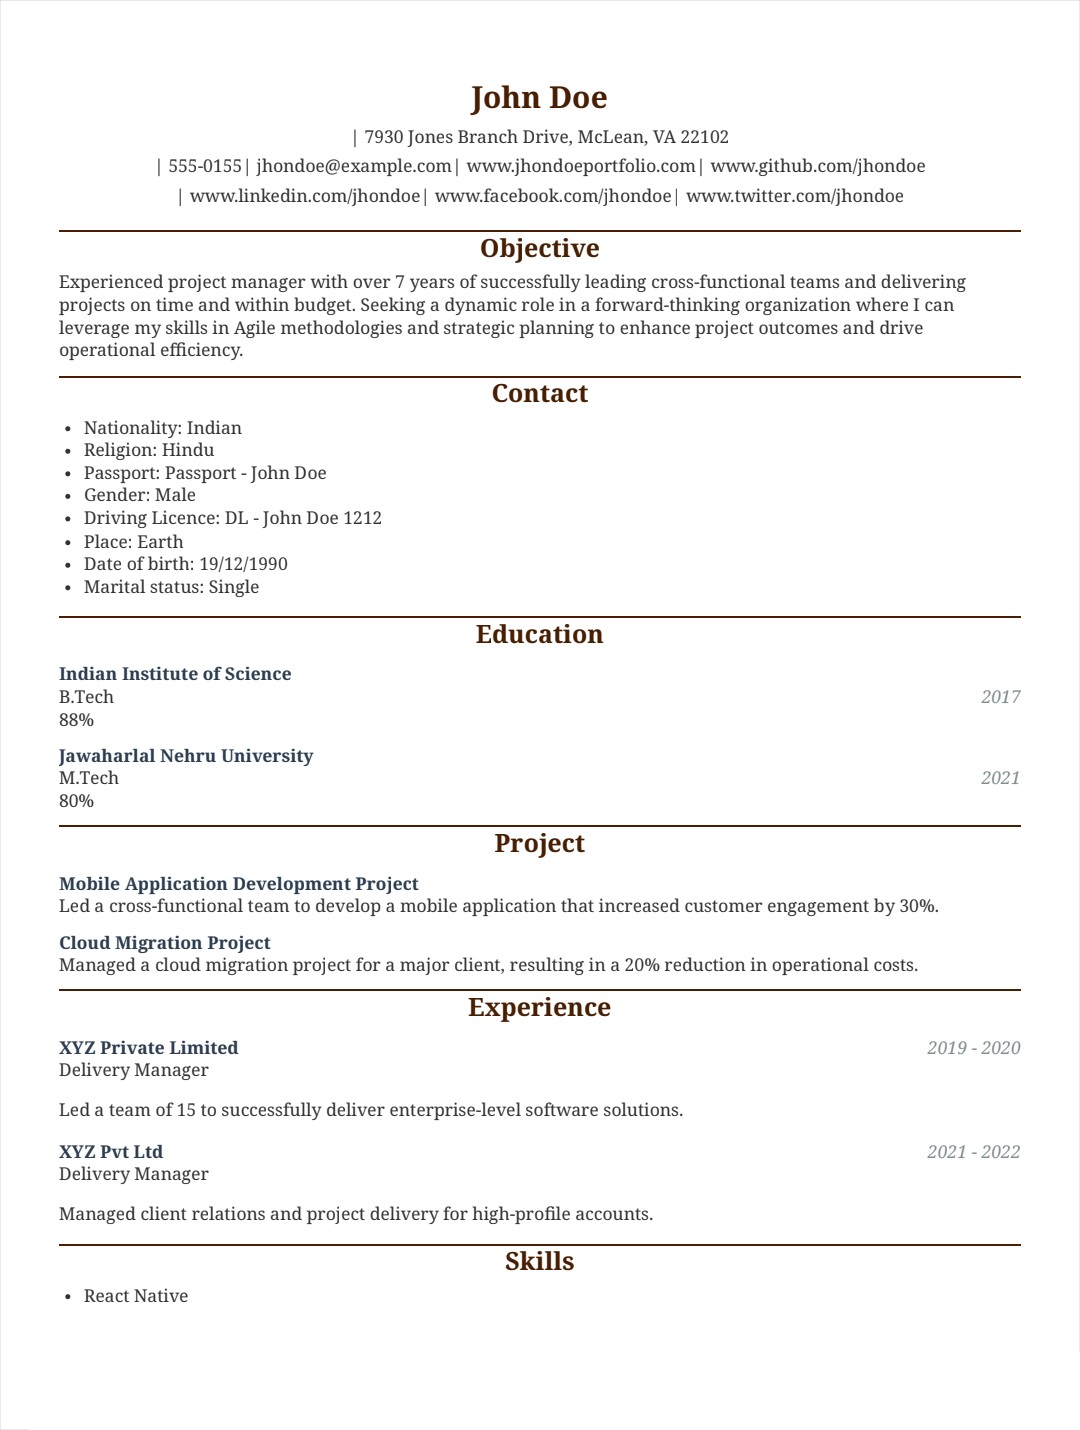 John Doe
| 7930 Jones Branch Drive, McLean, VA 22102
| 555-0155| jhondoe@example.com| www.jhondoeportfolio.com| www.github.com/jhondoe
| www.linkedin.com/jhondoe| www.facebook.com/jhondoe| www.twitter.com/jhondoe
Objective
Experienced project manager with over 7 years of successfully leading cross-functional teams and delivering
projects on time and within budget. Seeking a dynamic role in a forward-thinking organization where I can
leverage my skills in Agile methodologies and strategic planning to enhance project outcomes and drive
operational efficiency.
Contact
• Nationality: Indian
• Religion: Hindu
• Passport: Passport - John Doe
• Gender: Male
• Driving Licence: DL - John Doe 1212
• Place: Earth
• Date of birth: 19/12/1990
• Marital status: Single
Education
Indian Institute of Science
B.Tech 2017
88%
Jawaharlal Nehru University
M.Tech 2021
80%
Project
Mobile Application Development Project
Led a cross-functional team to develop a mobile application that increased customer engagement by 30%.
Cloud Migration Project
Managed a cloud migration project for a major client, resulting in a 20% reduction in operational costs.
Experience
XYZ Private Limited 2019 - 2020
Delivery Manager
Led a team of 15 to successfully deliver enterprise-level software solutions.
XYZ Pvt Ltd 2021 - 2022
Delivery Manager
Managed client relations and project delivery for high-profile accounts.
Skills
• React Native